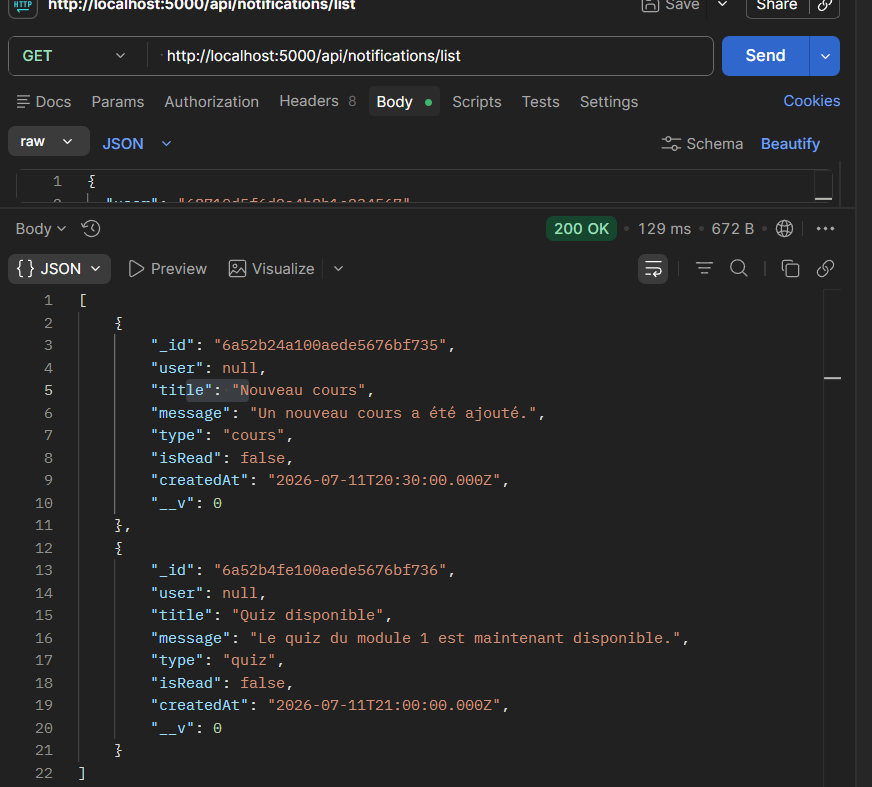 HTTP http://localhost:5000/api/notifications/list Save Share
GET http://localhost:5000/api/notifications/list Send
Docs Params Authorization Headers 8 Body Scripts Tests Settings Cookies
raw JSON Schema Beautify
1 {
Body 200 OK • 129 ms • 672 B •
{} JSON Preview Visualize
1 [
2 {
3 "_id": "6a52b24a100aede5676bf735",
4 "user": null,
5 "title": "Nouveau cours",
6 "message": "Un nouveau cours a été ajouté.",
7 "type": "cours",
8 "isRead": false,
9 "createdAt": "2026-07-11T20:30:00.000Z",
10 "__v": 0
11 },
12 {
13 "_id": "6a52b4fe100aede5676bf736",
14 "user": null,
15 "title": "Quiz disponible",
16 "message": "Le quiz du module 1 est maintenant disponible.",
17 "type": "quiz",
18 "isRead": false,
19 "createdAt": "2026-07-11T21:00:00.000Z",
20 "__v": 0
21 }
22 ]